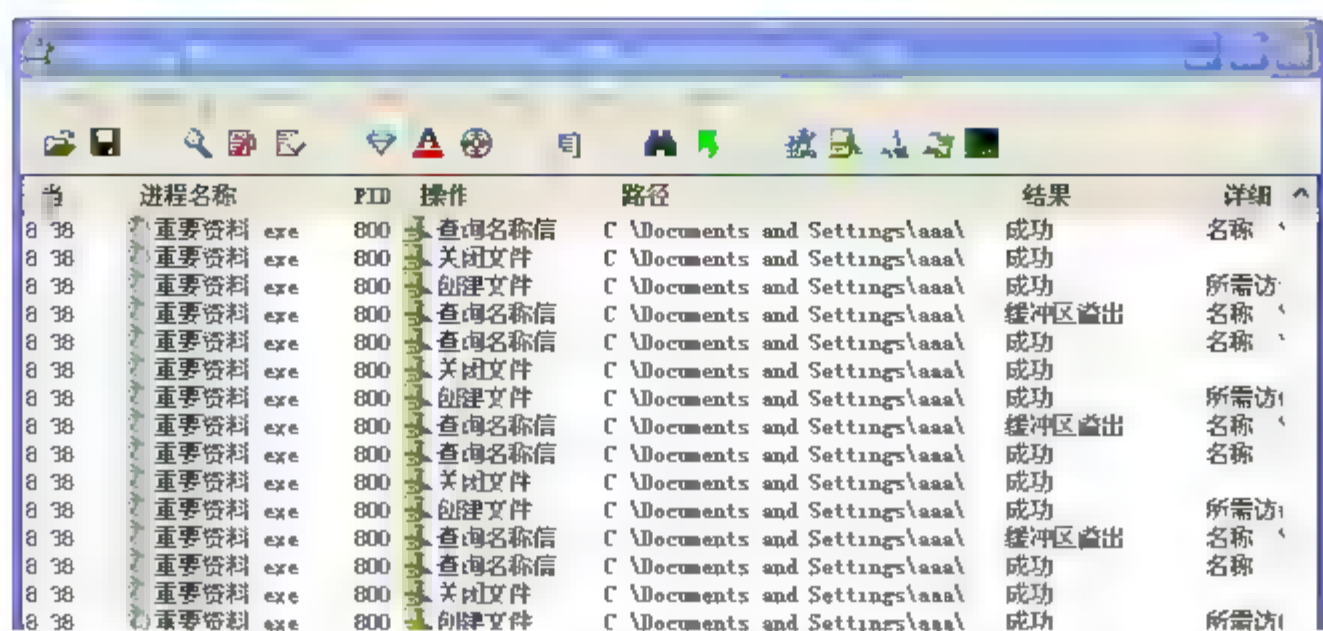 当 进程名称 PID 操作 路径 结果 详细
8 38 重要资料 exe 800 查询名称信 C \Documents and Settings\aaa\ 成功 名称
8 38 重要资料 exe 800 关闭文件 C \Documents and Settings\aaa\ 成功
8 38 重要资料 exe 800 创建文件 C \Documents and Settings\aaa\ 成功 所需访
8 38 重要资料 exe 800 查询名称信 C \Documents and Settings\aaa\ 缓冲区溢出 名称
8 38 重要资料 exe 800 查询名称信 C \Documents and Settings\aaa\ 成功 名称
8 38 重要资料 exe 800 关闭文件 C \Documents and Settings\aaa\ 成功
8 38 重要资料 exe 800 创建文件 C \Documents and Settings\aaa\ 成功 所需访
8 38 重要资料 exe 800 查询名称信 C \Documents and Settings\aaa\ 缓冲区溢出 名称
8 38 重要资料 exe 800 查询名称信 C \Documents and Settings\aaa\ 成功 名称
8 38 重要资料 exe 800 关闭文件 C \Documents and Settings\aaa\ 成功
8 38 重要资料 exe 800 创建文件 C \Documents and Settings\aaa\ 成功 所需访
8 38 重要资料 exe 800 查询名称信 C \Documents and Settings\aaa\ 缓冲区溢出 名称
8 38 重要资料 exe 800 查询名称信 C \Documents and Settings\aaa\ 成功 名称
8 38 重要资料 exe 800 关闭文件 C \Documents and Settings\aaa\ 成功
8 38 重要资料 exe 800 创建文件 C \Documents and Settings\aaa\ 成功 所需访